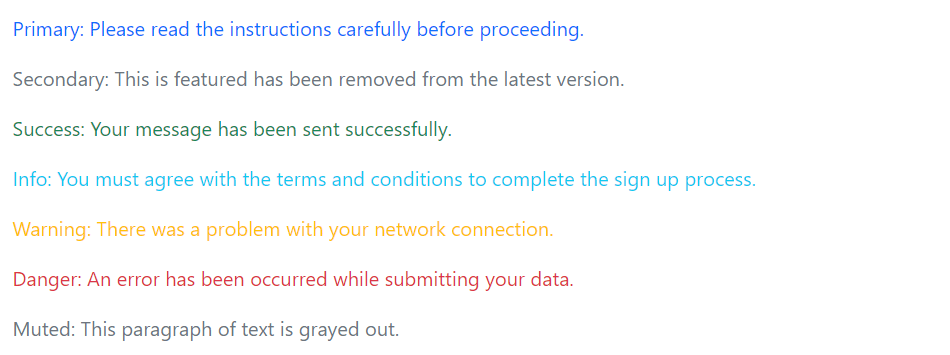 Primary: Please read the instructions carefully before proceeding.
Secondary: This is featured has been removed from the latest version.
Success: Your message has been sent successfully.
Info: You must agree with the terms and conditions to complete the sign up process.
Warning: There was a problem with your network connection.
Danger: An error has been occurred while submitting your data.
Muted: This paragraph of text is grayed out.